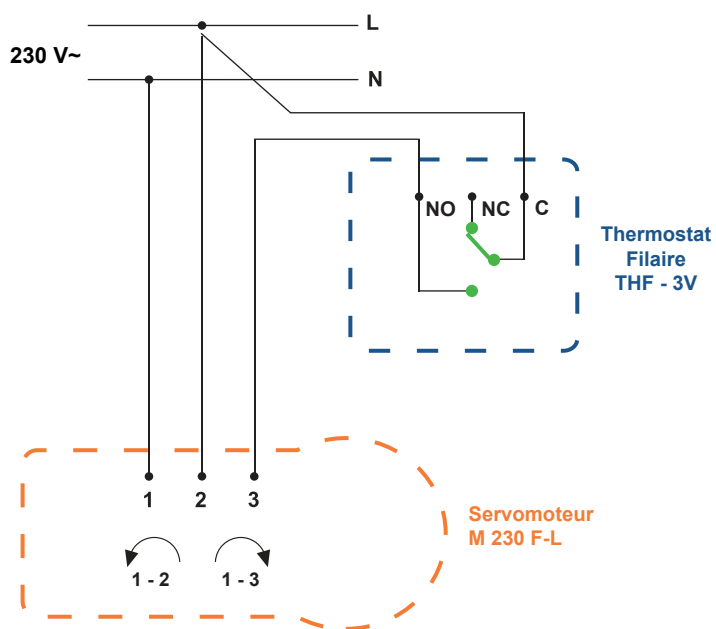 L
230 V~
N
NO
NC
C
Thermostat
Filaire
THF - 3V
1
2
3
Servomoteur
M 230 F-L
1 - 2
1 - 3